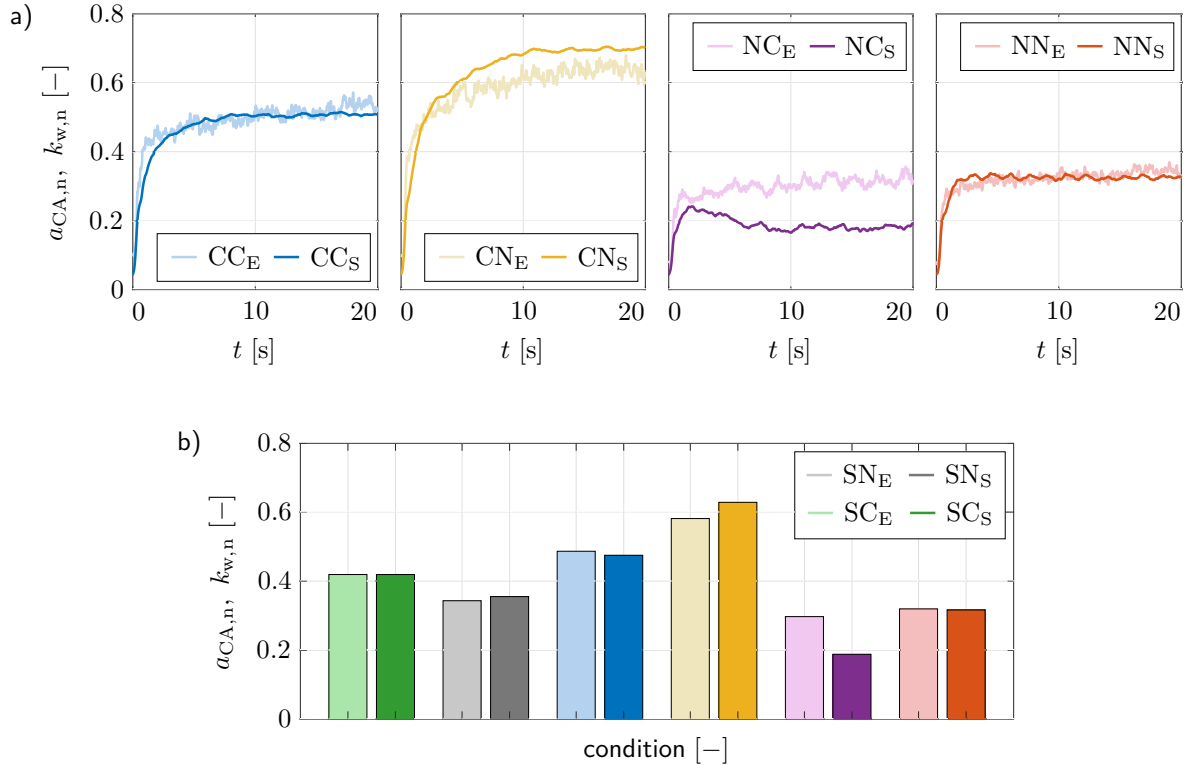 a)
a_CA,n, k_w,n [−]
0.8
0.6
0.4
0.2
0
CC_E CC_S
CN_E CN_S
NC_E NC_S
NN_E NN_S
0 10 20
0 10 20
0 10 20
0 10 20
t [s]
t [s]
t [s]
t [s]
b)
a_CA,n, k_w,n [−]
0.8
0.6
0.4
0.2
0
SN_E SN_S
SC_E SC_S
condition [−]